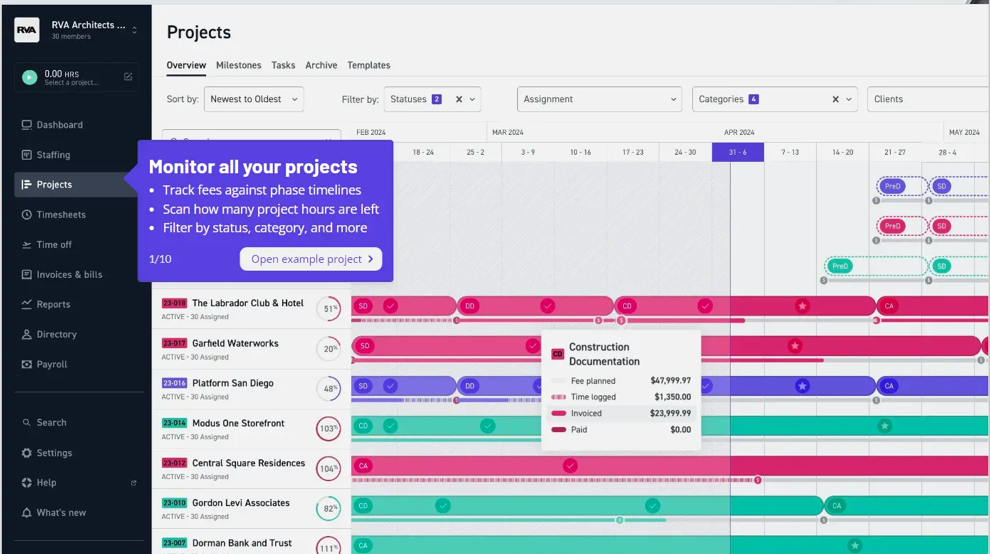 RVA
RVA Architects ...
30 members
0.00 HRS
Select a project...
Dashboard
Staffing
Projects
Timesheets
Time off
Invoices & bills
Reports
Directory
Payroll
Search
Settings
Help
What's new
Projects
Overview Milestones Tasks Archive Templates
Sort by: Newest to Oldest
Filter by: Statuses 2
Assignment
Categories 4
Clients
FEB 2024 MAR 2024 APR 2024 MAY 2024
18 - 24 25 - 2 3 - 9 10 - 16 17 - 23 24 - 30 31 - 6 7 - 13 14 - 20 21 - 27 28 - 4
Monitor all your projects
• Track fees against phase timelines
• Scan how many project hours are left
• Filter by status, category, and more
1/10 Open example project
PreD SD
PreD SD
PreD SD
23-018 The Labrador Club & Hotel
ACTIVE - 30 Assigned
51%
SD DD CD CA
23-017 Garfield Waterworks
ACTIVE - 30 Assigned
20%
SD
23-016 Platform San Diego
ACTIVE - 30 Assigned
48%
SD DD CA
23-014 Modus One Storefront
ACTIVE - 30 Assigned
103%
CD
23-012 Central Square Residences
ACTIVE - 30 Assigned
104%
CA
23-010 Gordon Levi Associates
ACTIVE - 30 Assigned
82%
CD CA
23-007 Dorman Bank and Trust
ACTIVE - 30 Assigned
111%
CA
CD Construction
Documentation
Fee planned $47,999.97
Time logged $1,350.00
Invoiced $23,999.99
Paid $0.00